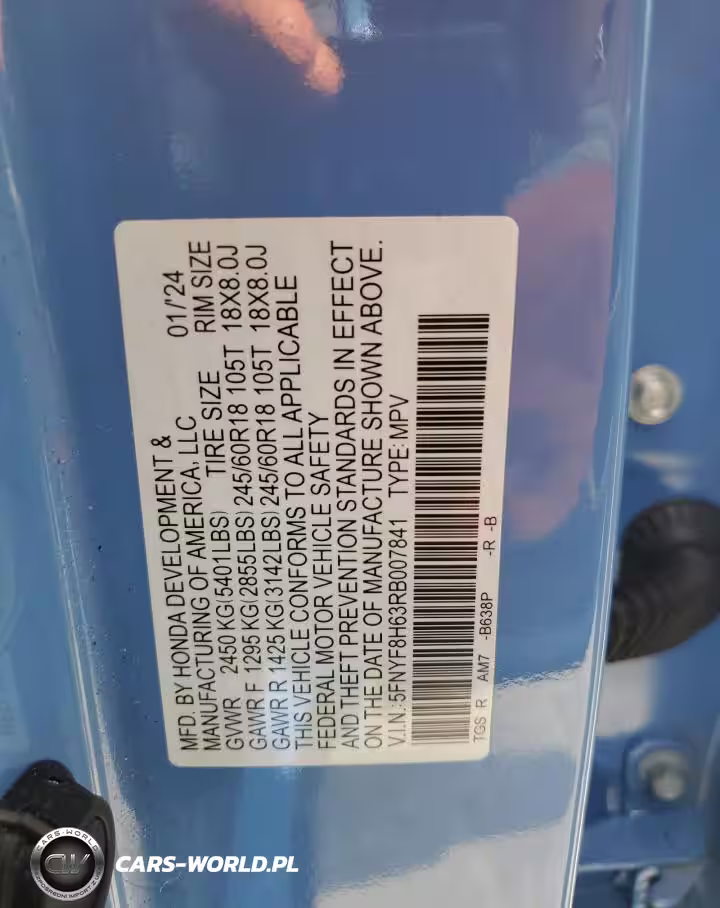 MFD. BY HONDA DEVELOPMENT & 01/'24
MANUFACTURING OF AMERICA, LLC RIM SIZE
GVWR 2450 KG(5401LBS) TIRE SIZE
GAWR F 1295 KG(2855LBS) 245/60R18 105T 18X8.0J
GAWR R 1425 KG(3142LBS) 245/60R18 105T 18X8.0J
THIS VEHICLE CONFORMS TO ALL APPLICABLE
FEDERAL MOTOR VEHICLE SAFETY
AND THEFT PREVENTION STANDARDS IN EFFECT
ON THE DATE OF MANUFACTURE SHOWN ABOVE.
V.I.N.:5FNYF8H63RB007841 TYPE: MPV
TGS R AM7 -B638P -R -B
CARS-WORLD
CW
CARS-WORLD.PL